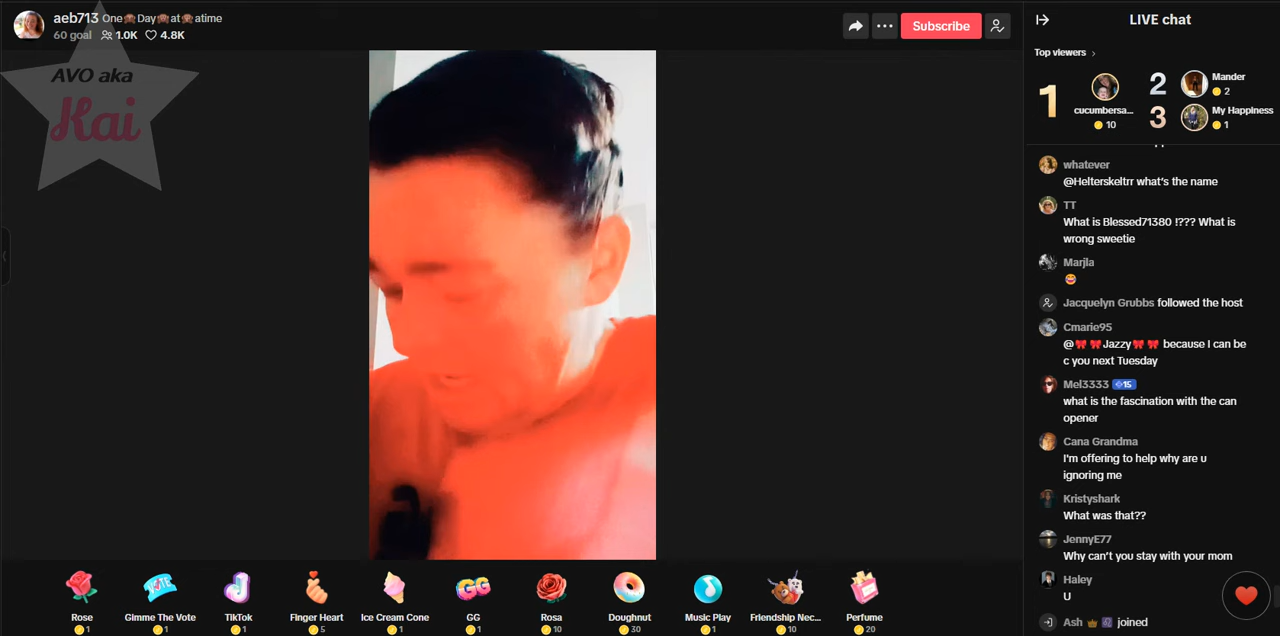 aeb713 One🙈Day🙈at🙈atime
60 goal 1.0K 4.8K
Subscribe
AVO aka
Kai
LIVE chat
Top viewers >
1
cucumbersa...
10
2
Mander
2
3
My Happiness
1
whatever
@Helterskeltrr what's the name
TT
What is Blessed71380 !??? What is
wrong sweetie
Marjla
Jacquelyn Grubbs followed the host
Cmarie95
@🎀🎀Jazzy🎀🎀 because I can be
c you next Tuesday
Mel3333 15
what is the fascination with the can
opener
Cana Grandma
I'm offering to help why are u
ignoring me
Kristyshark
What was that??
JennyE77
Why can't you stay with your mom
Haley
U
Ash joined
VOTE
GG
Rose
1
Gimme The Vote
1
TikTok
1
Finger Heart
5
Ice Cream Cone
1
GG
1
Rosa
10
Doughnut
30
Music Play
1
Friendship Nec...
10
Perfume
20